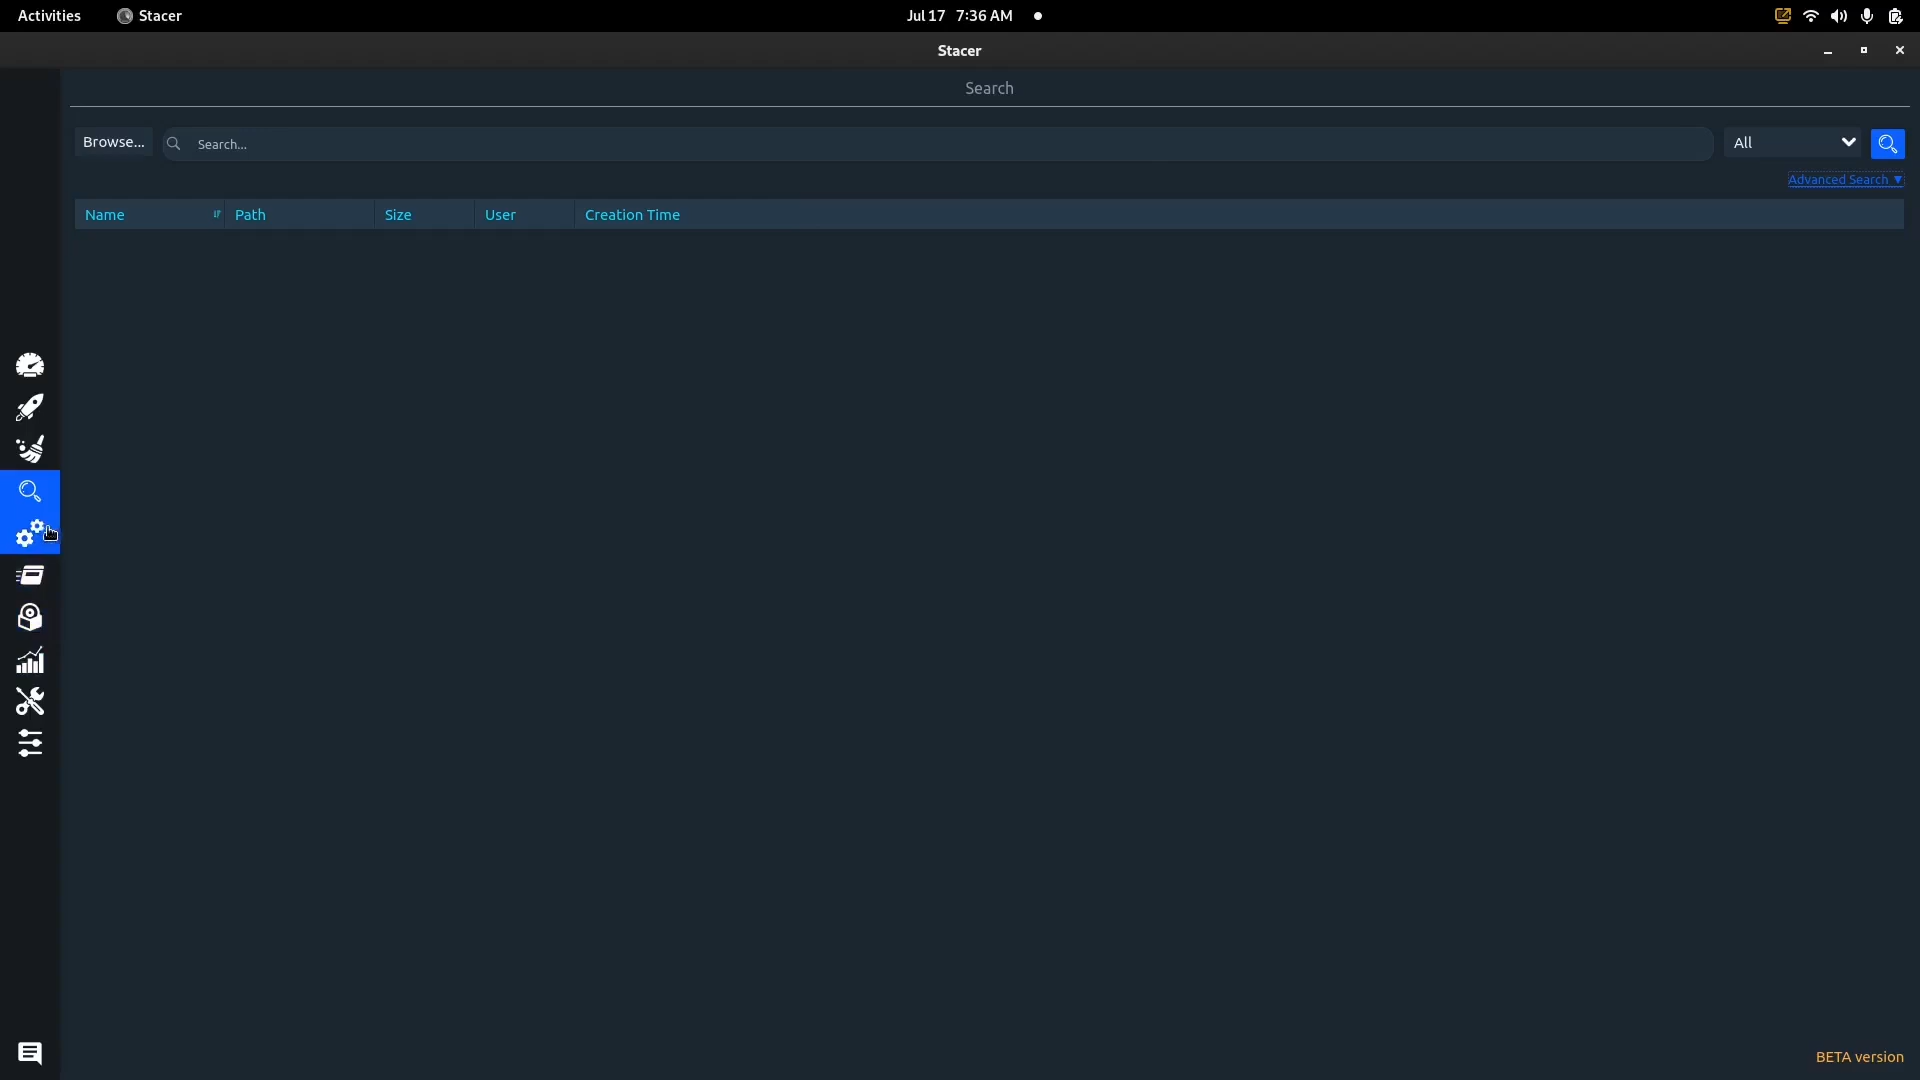 Activities Stacer Jul 17 7:36 AM
Stacer
Search
Browse... Search... All
Advanced Search ▼
Name Path Size User Creation Time
BETA version